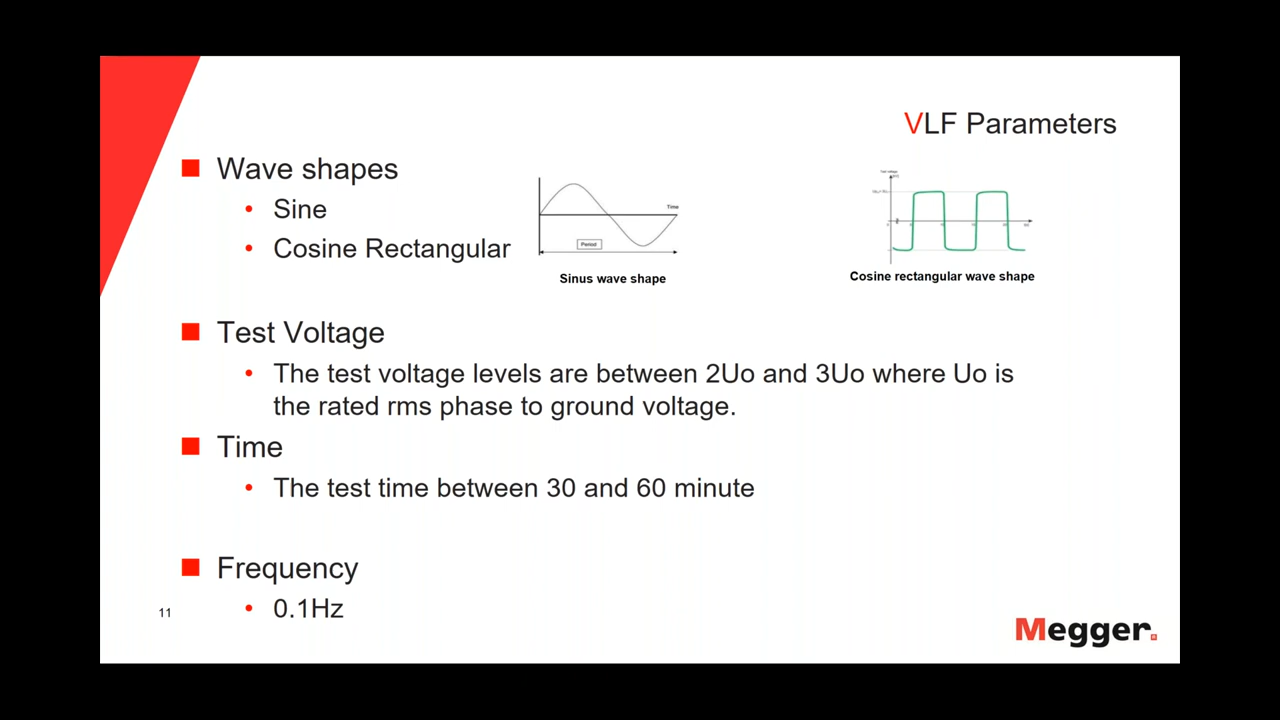 VLF Parameters
Wave shapes
Sine
Cosine Rectangular
Time
Period
Sinus wave shape
Cosine rectangular wave shape
Test Voltage
The test voltage levels are between 2Uo and 3Uo where Uo is
the rated rms phase to ground voltage.
Time
The test time between 30 and 60 minute
Frequency
0.1Hz
11
Megger.